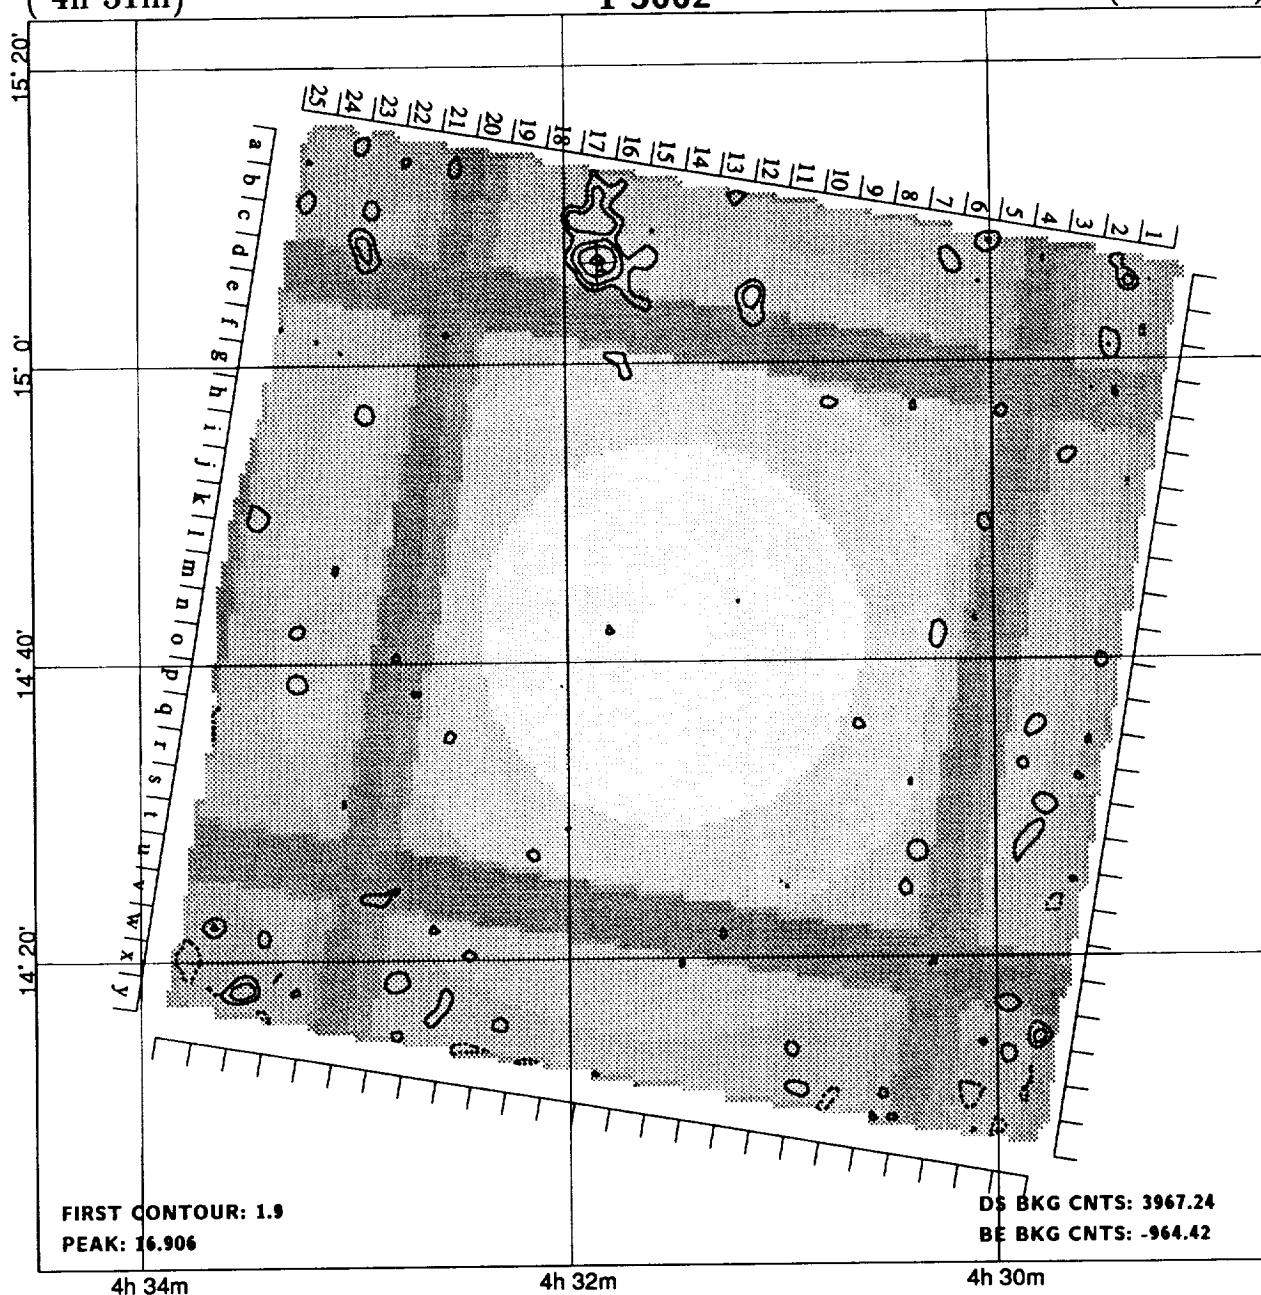 ( 4h 31m)
15° 20'
25 24 23 22 21 20 19 18 17 16 15 14 13 12 11 10 9 8 7 6 5 4 3 2 1
a b c d e f g h i j k l m n o p q r s t u v w x y
15° 0'
14° 40'
14° 20'
FIRST CONTOUR: 1.9
PEAK: 16.906
DS BKG CNTS: 3967.24
BE BKG CNTS: -964.42
4h 34m
4h 32m
4h 30m